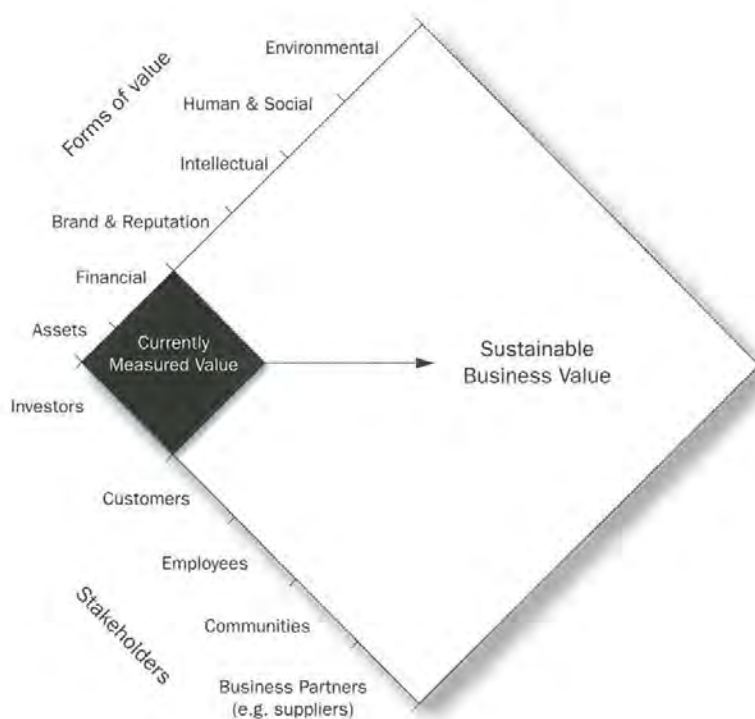 Forms of value
Environmental
Human & Social
Intellectual
Brand & Reputation
Financial
Assets
Currently
Measured Value
Sustainable
Business Value
Investors
Customers
Employees
Communities
Business Partners
(e.g. suppliers)
Stakeholders